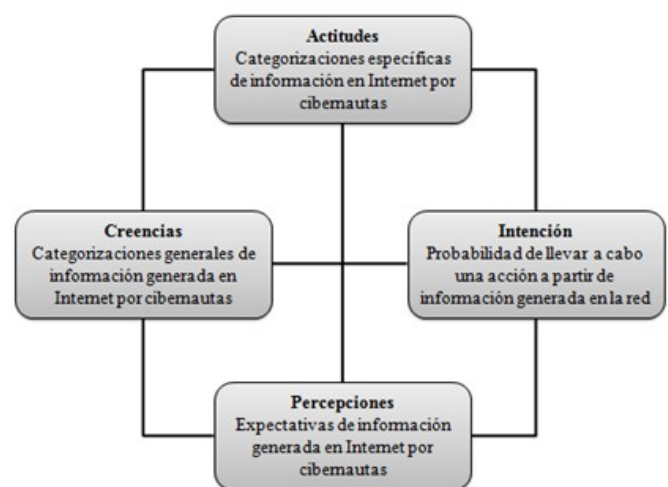 Actitudes
Categorizaciones específicas
de información en Internet por
cibernautas
Creencias
Categorizaciones generales de
información generada en
Internet por cibernautas
Intención
Probabilidad de llevar a cabo
una acción a partir de
información generada en la red
Percepciones
Expectativas de información
generada en Internet por
cibernautas